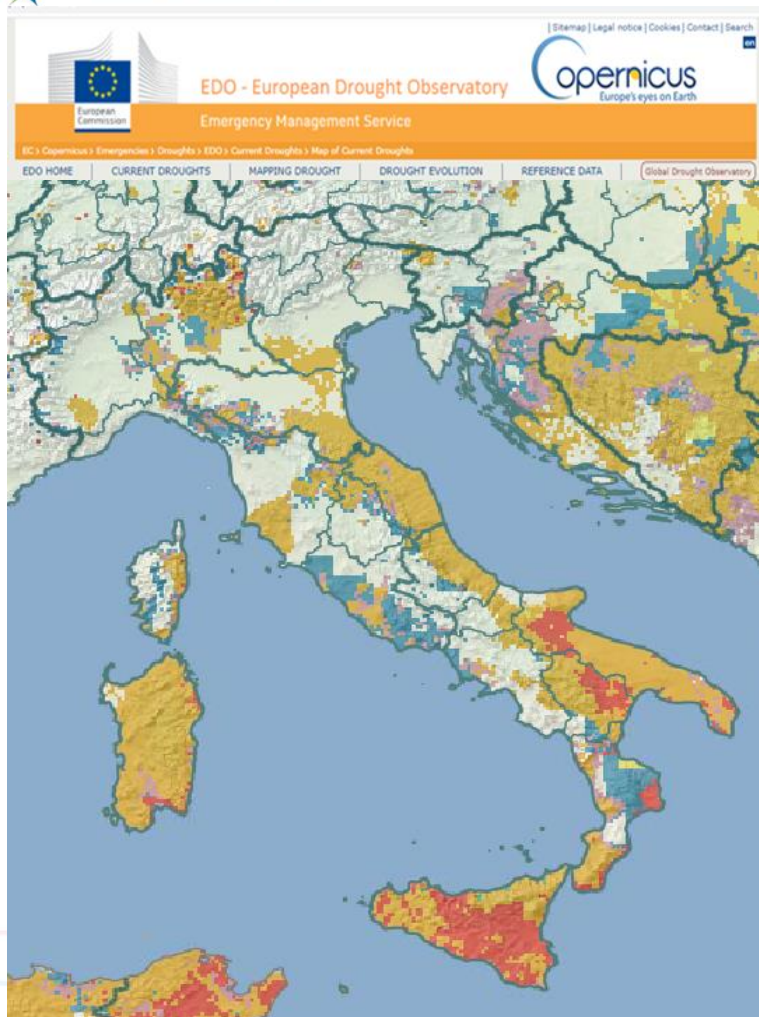 | Sitemap | Legal notice | Cookies | Contact | Search
en
European
Commission
EDO - European Drought Observatory
opernicus
Europe's eyes on Earth
Emergency Management Service
EC > Copernicus > Emergencies > Droughts > EDO > Current Droughts > Map of Current Droughts
EDO HOME | CURRENT DROUGHTS | MAPPING DROUGHT | DROUGHT EVOLUTION | REFERENCE DATA | Global Drought Observatory